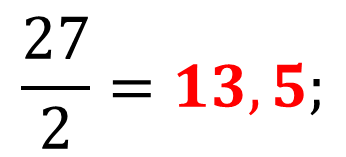 27
2
= 13,5;